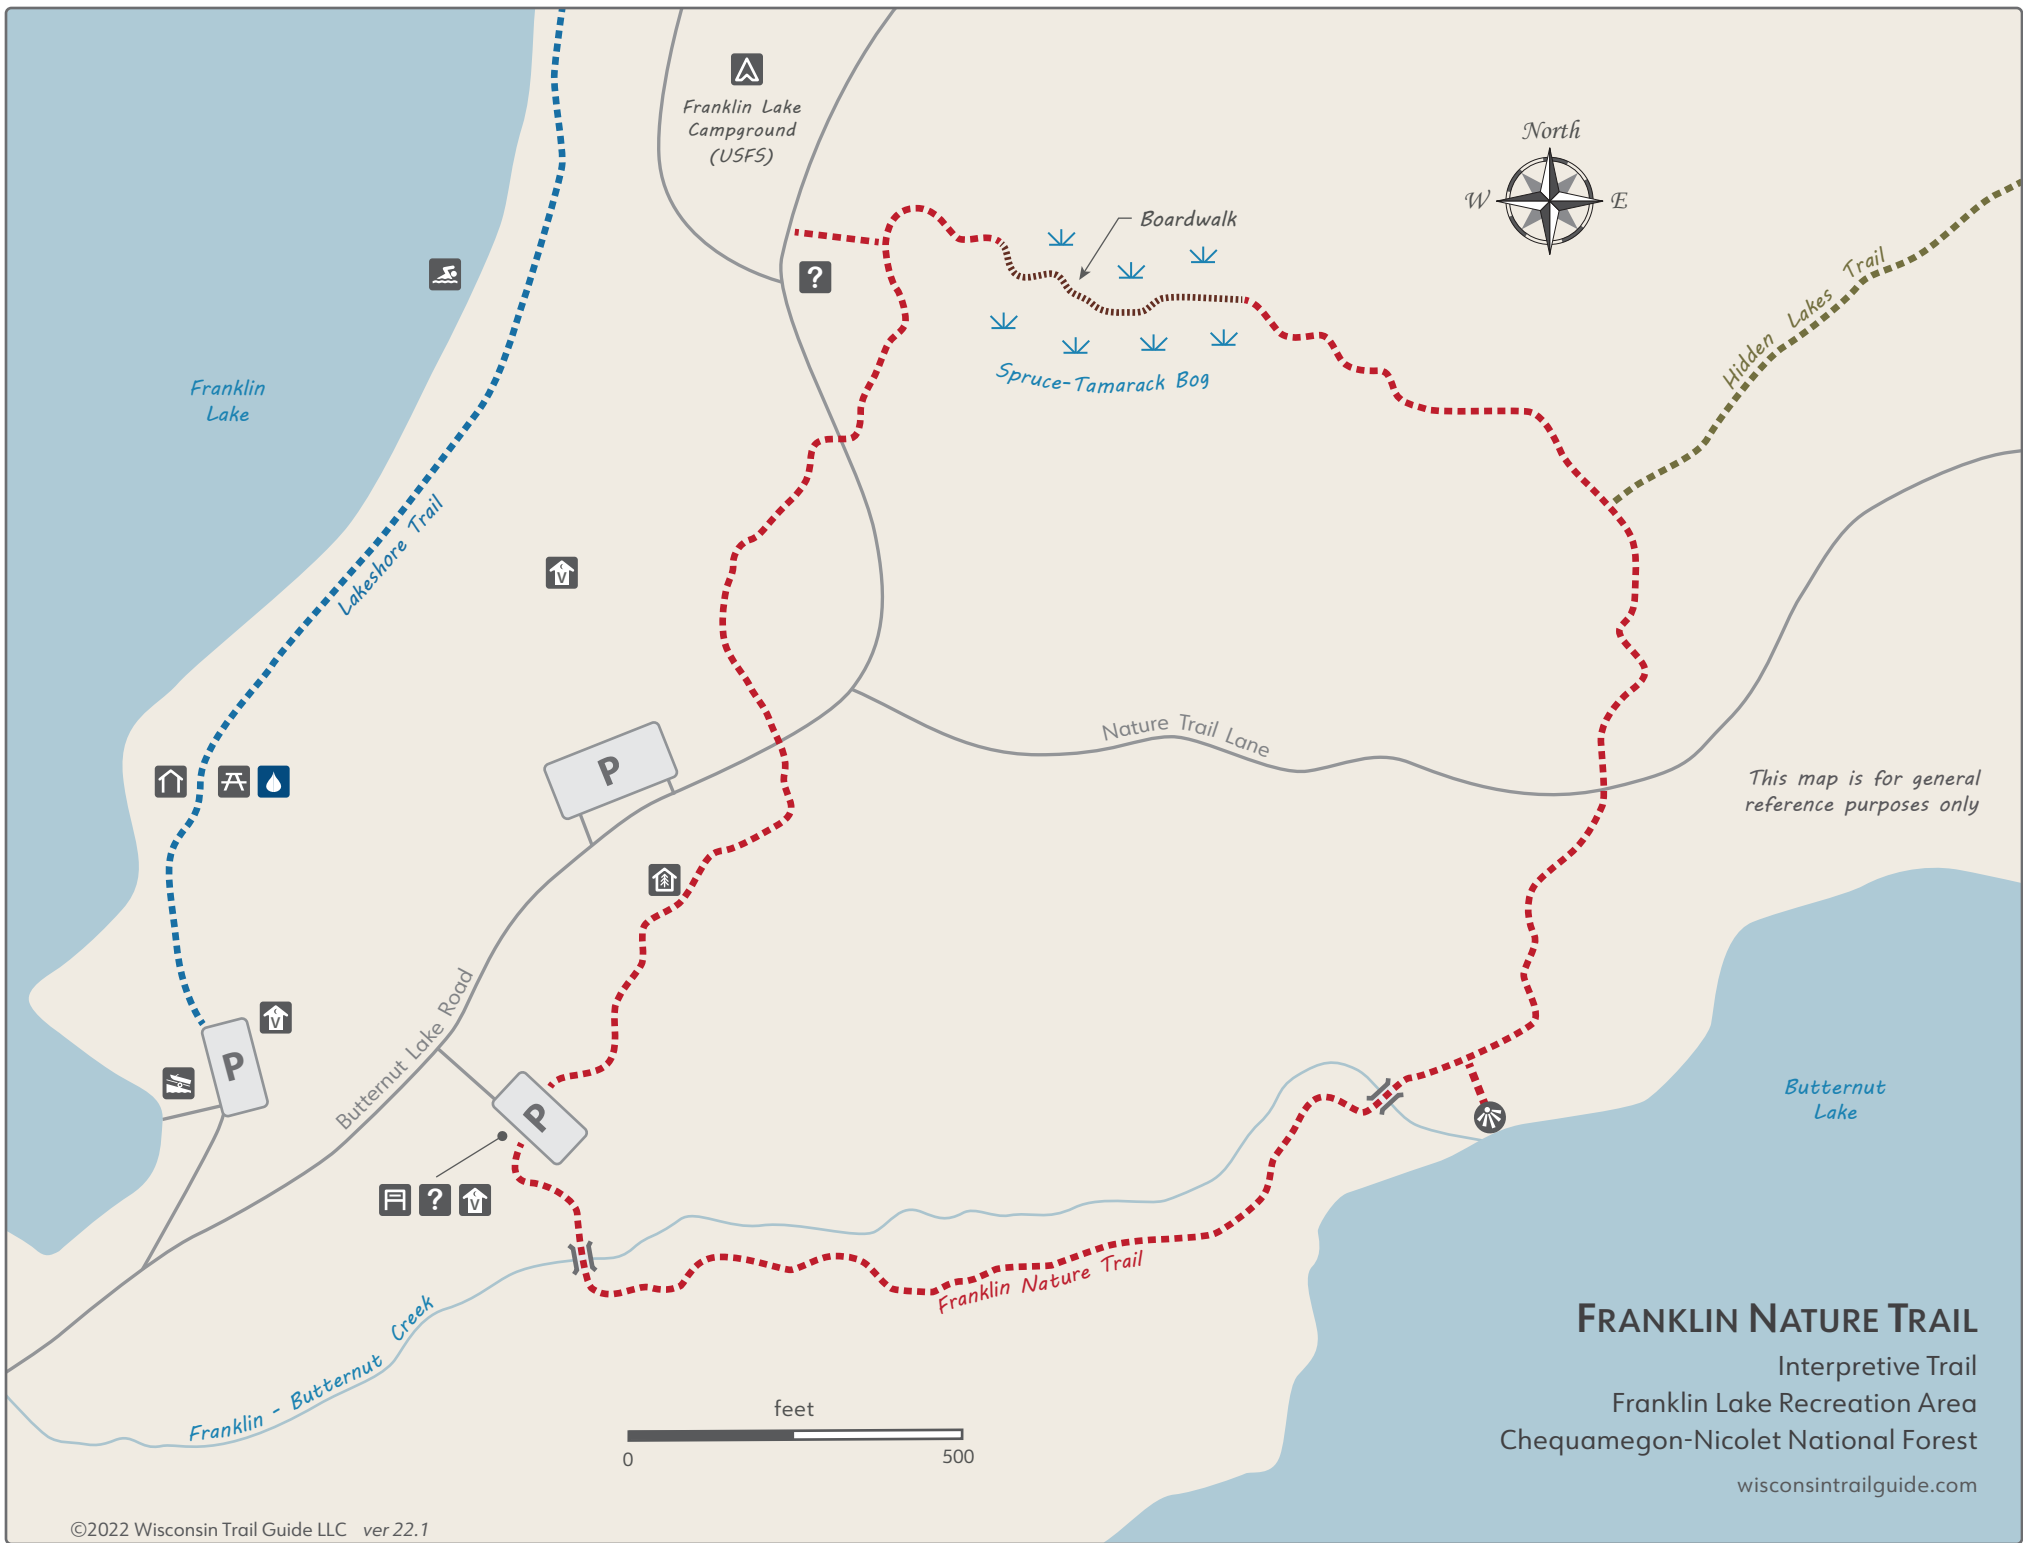 Franklin Lake
Campground
(USFS)
North
W
E
Boardwalk
?
Hidden Lakes Trail
Spruce-Tamarack Bog
Franklin
Lake
Lakeshore Trail
V
Nature Trail Lane
P
This map is for general
reference purposes only
Butternut Lake Road
V
P
P
Butternut
Lake
?
V
Franklin Nature Trail
Franklin - Butternut Creek
FRANKLIN NATURE TRAIL
Interpretive Trail
Franklin Lake Recreation Area
Chequamegon-Nicolet National Forest
wisconsintrailguide.com
feet
0
500
©2022 Wisconsin Trail Guide LLC ver 22.1